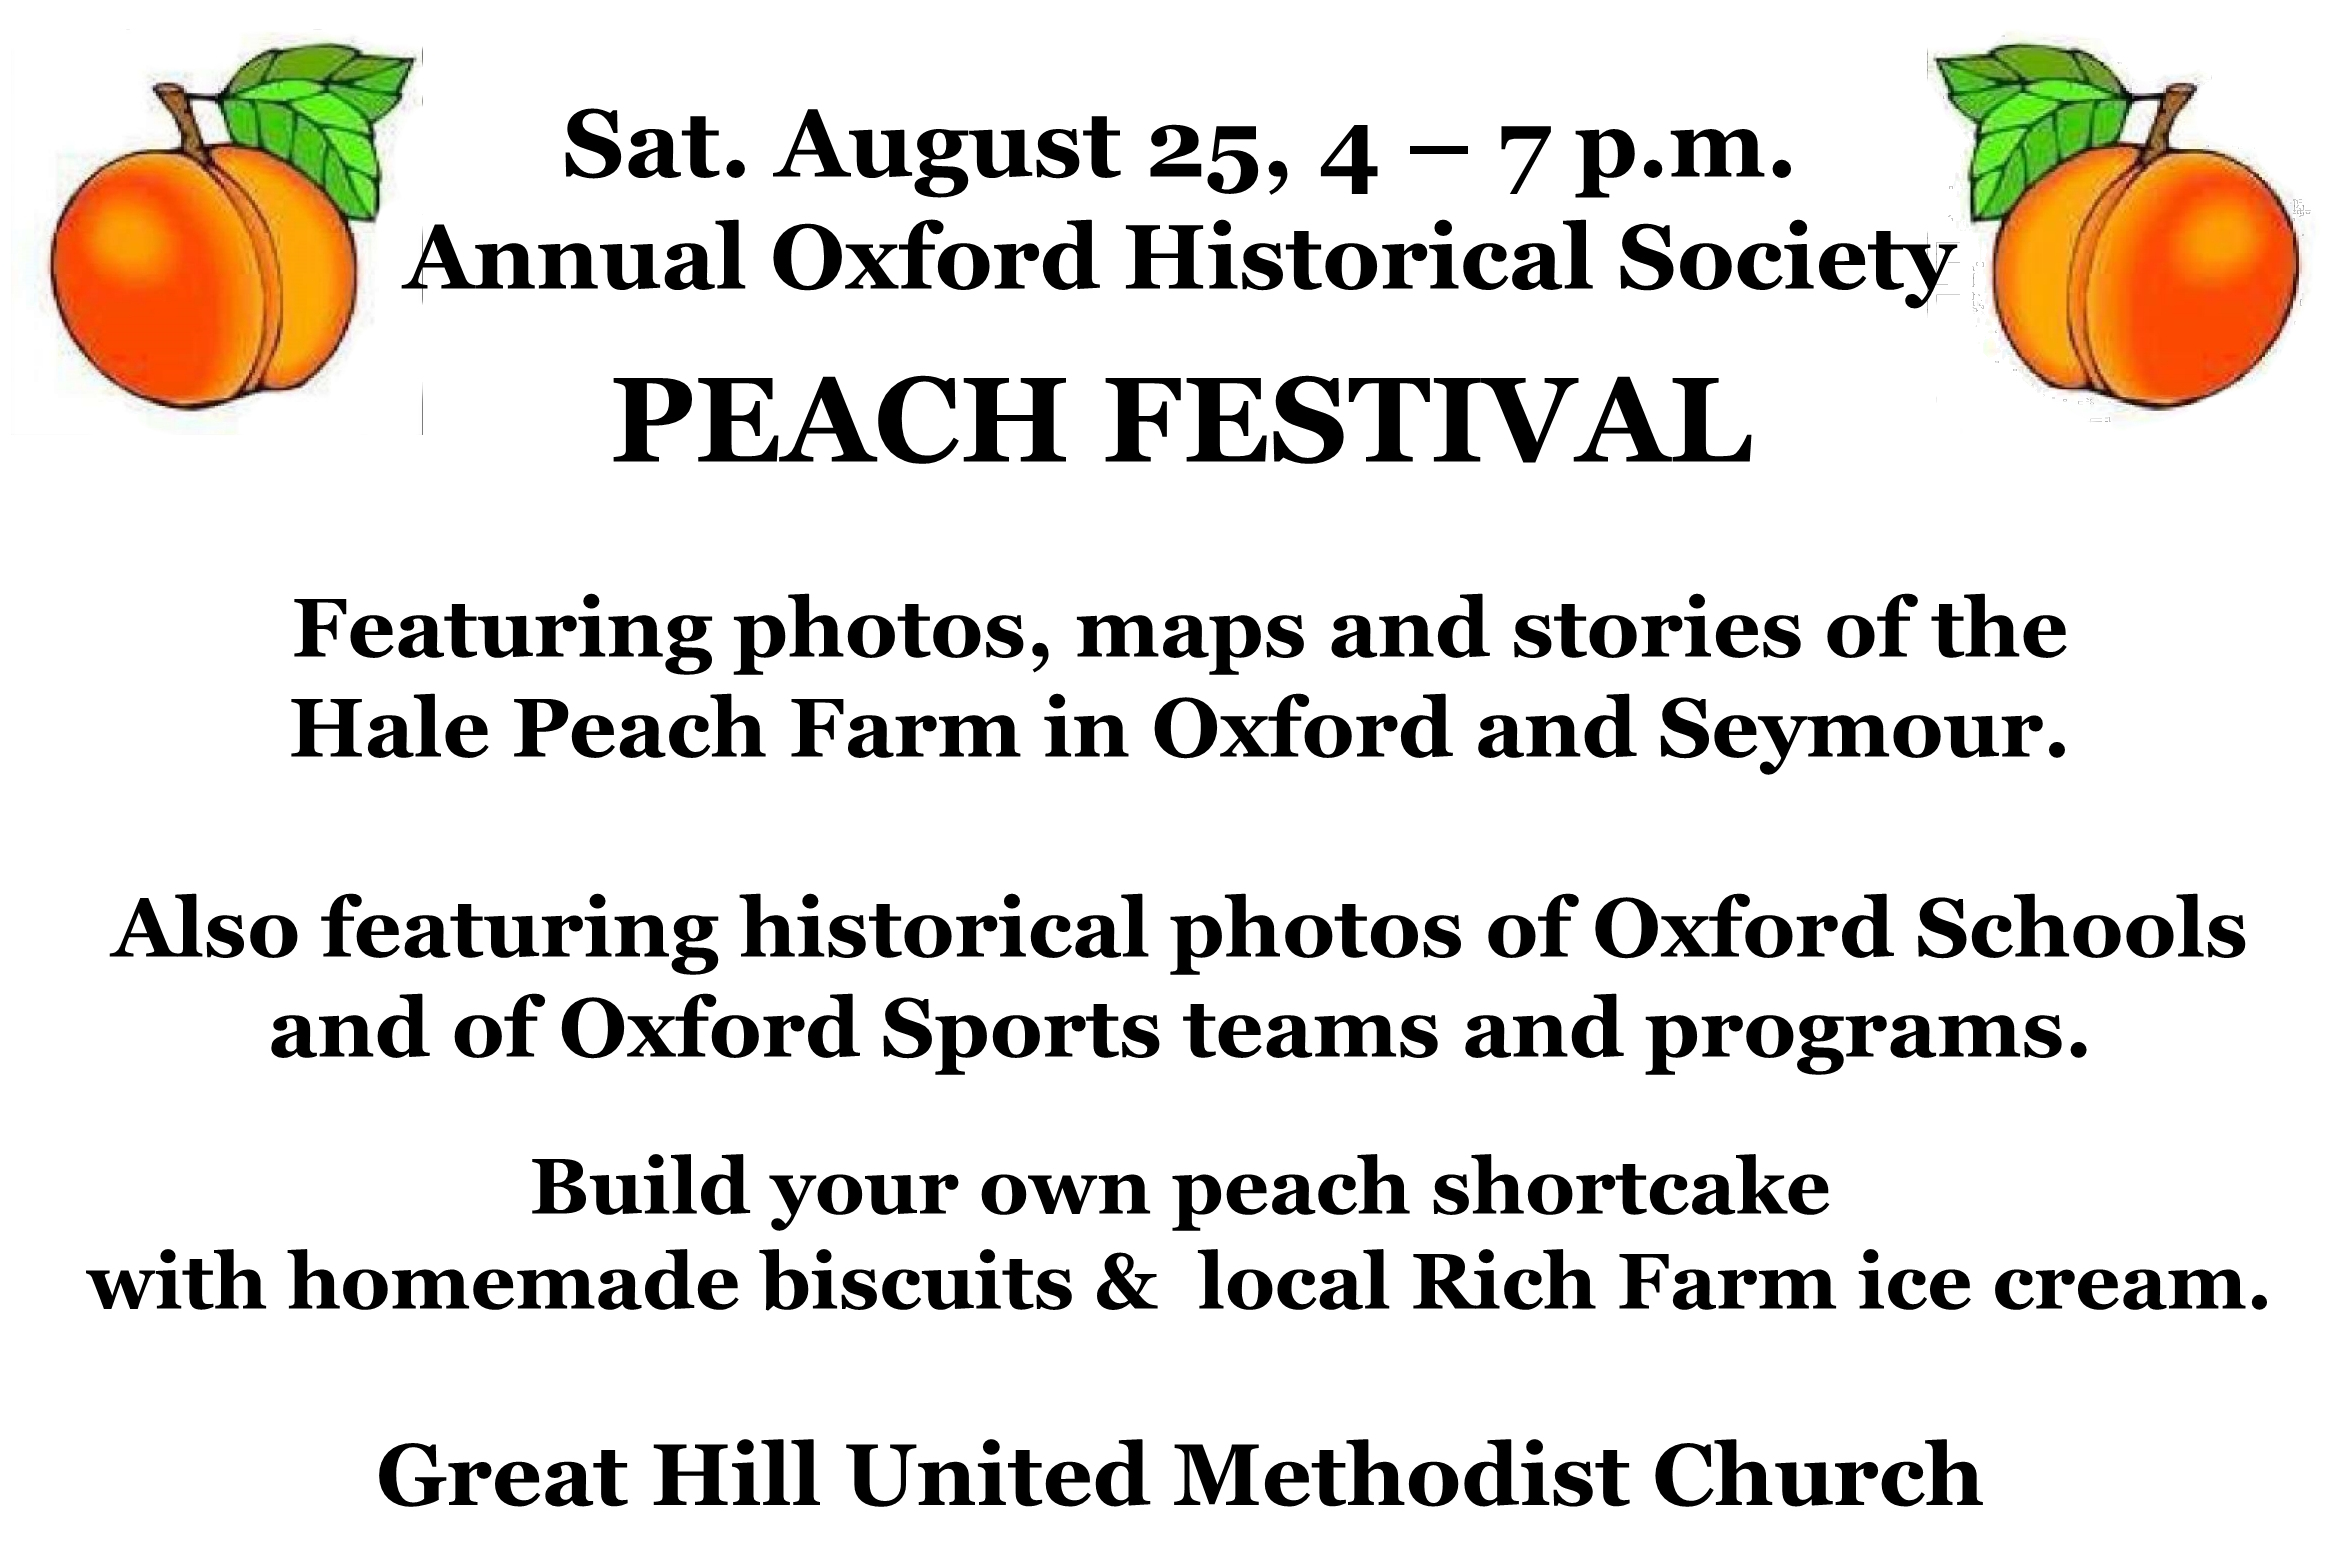 Sat. August 25, 4 – 7 p.m.
Annual Oxford Historical Society
PEACH FESTIVAL
Featuring photos, maps and stories of the
Hale Peach Farm in Oxford and Seymour.
Also featuring historical photos of Oxford Schools
and of Oxford Sports teams and programs.
Build your own peach shortcake
with homemade biscuits &  local Rich Farm ice cream.
Great Hill United Methodist Church